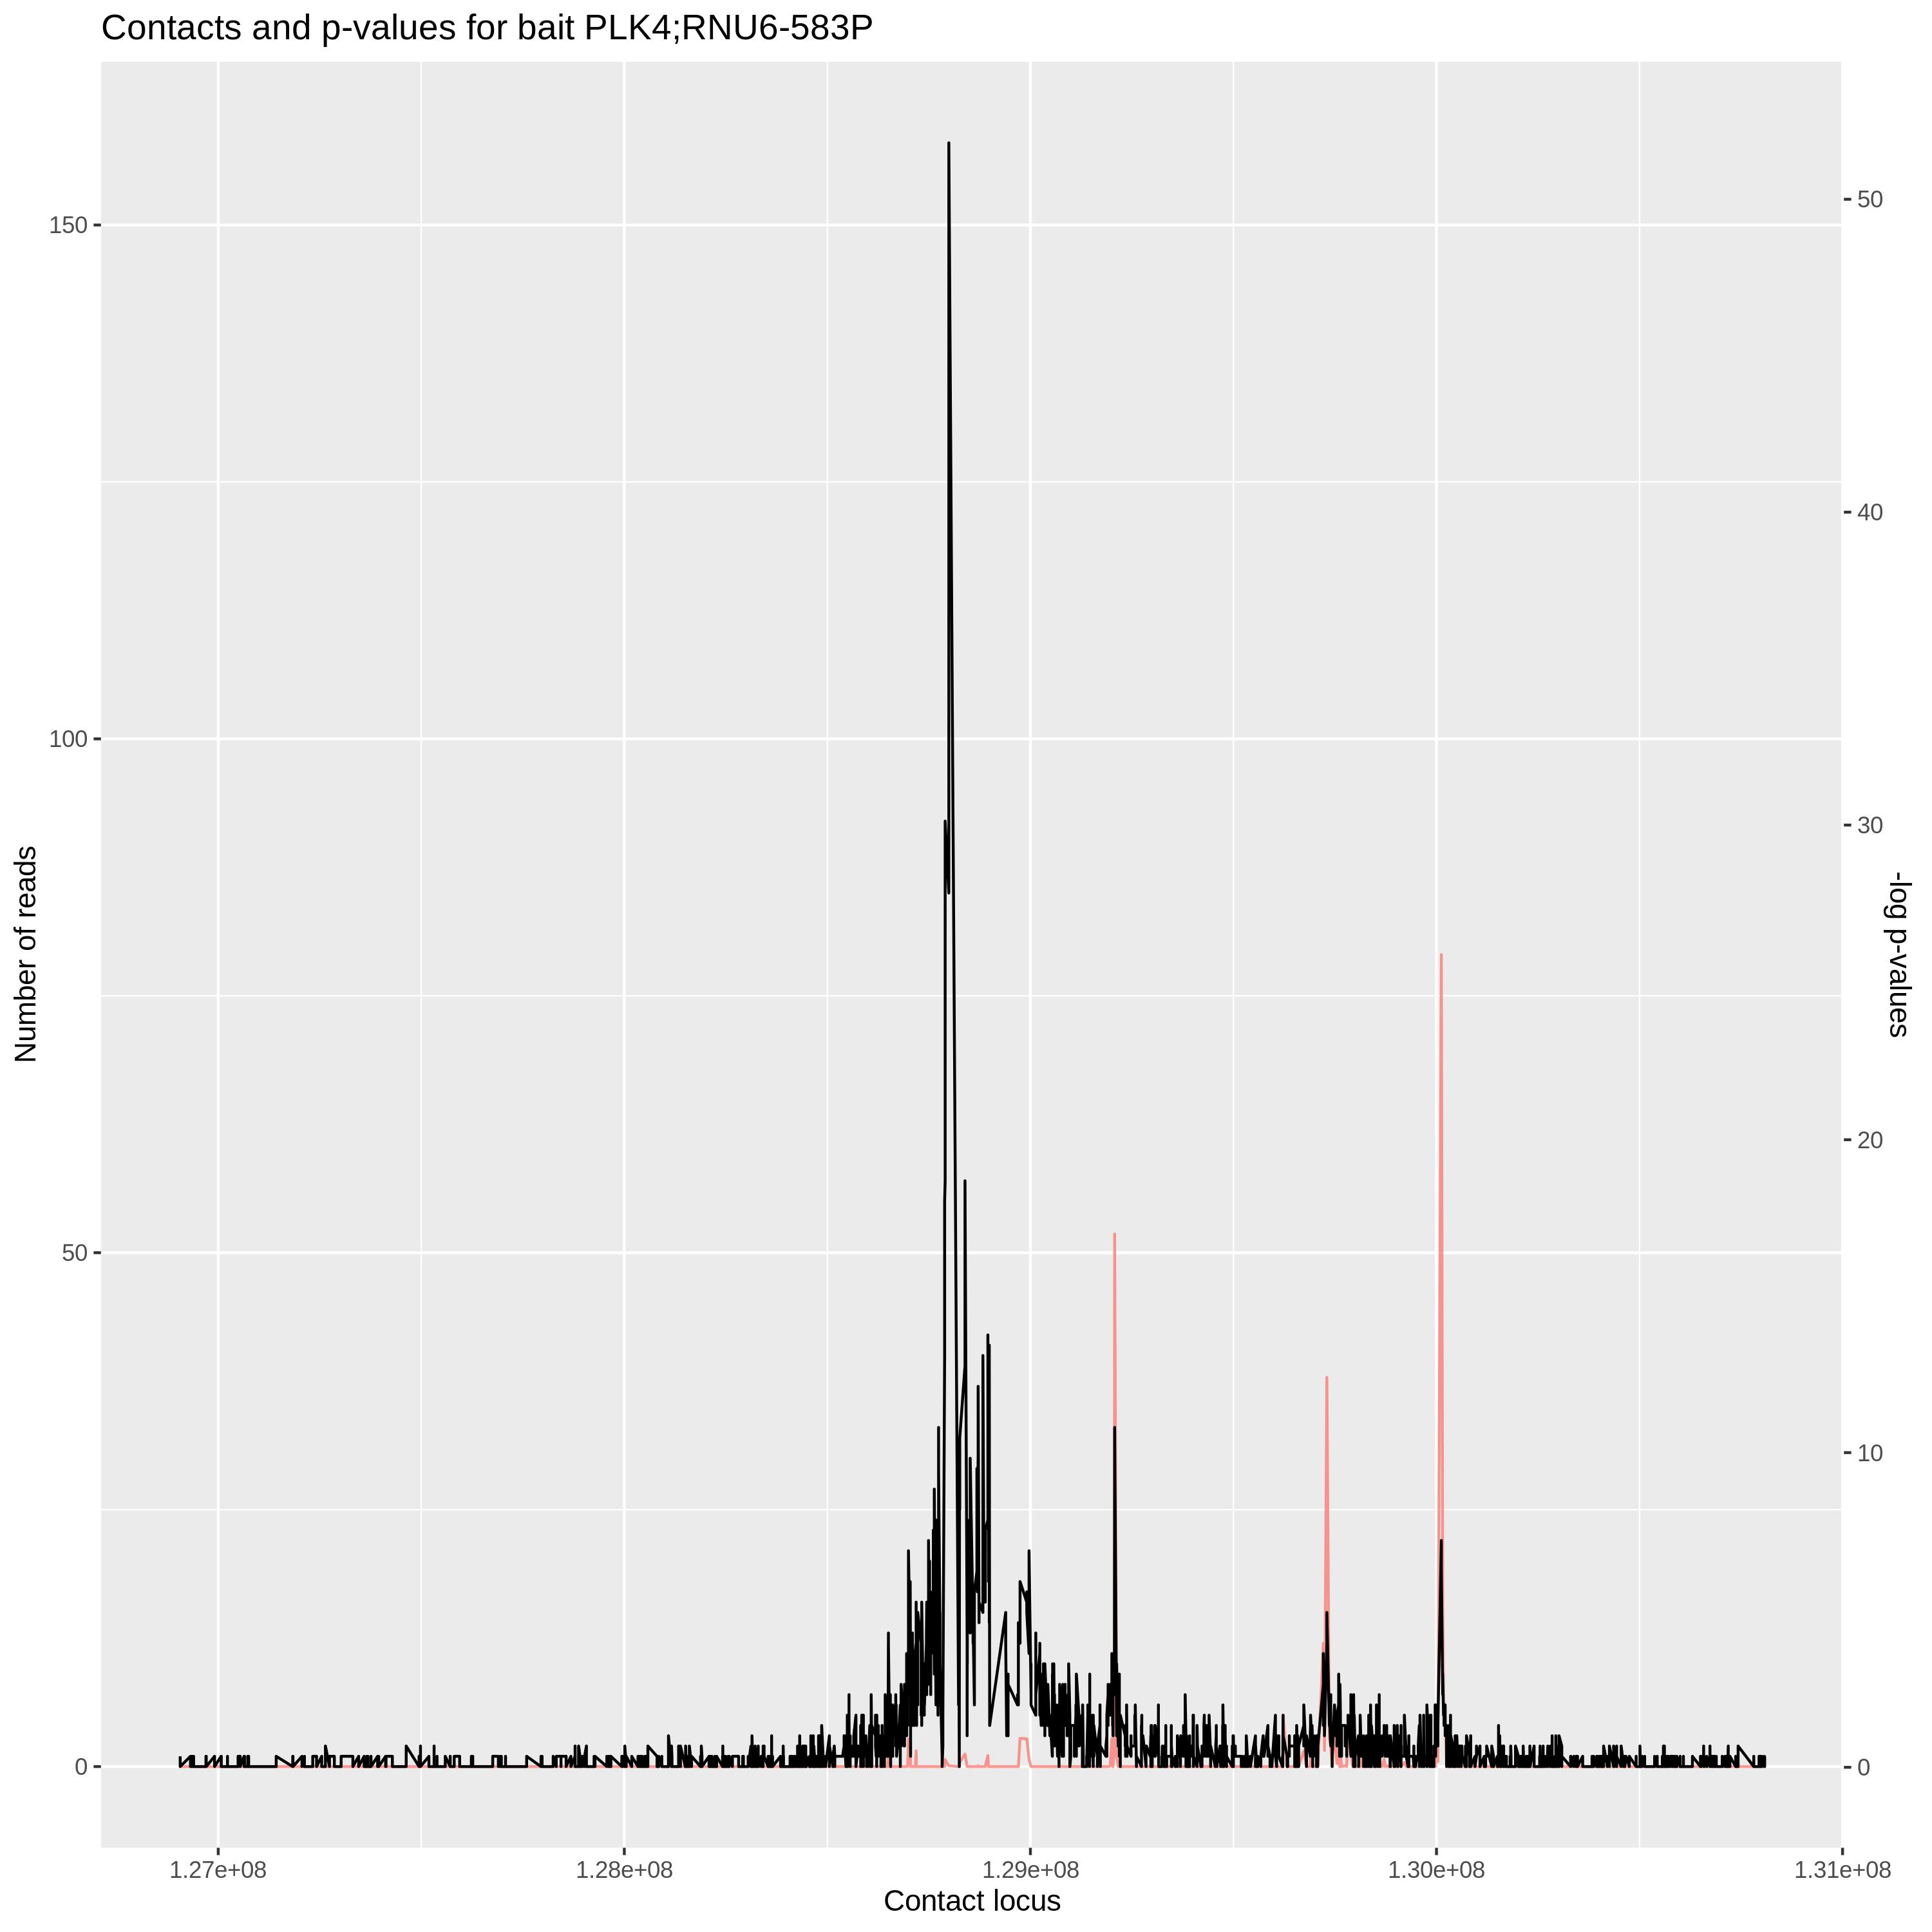 Contacts and p-values for bait PLK4;RNU6-583P
150
100
50
0
Number of reads
50
40
30
20
10
0
-log p-values
1.27e+08
1.28e+08
1.29e+08
1.30e+08
1.31e+08
Contact locus